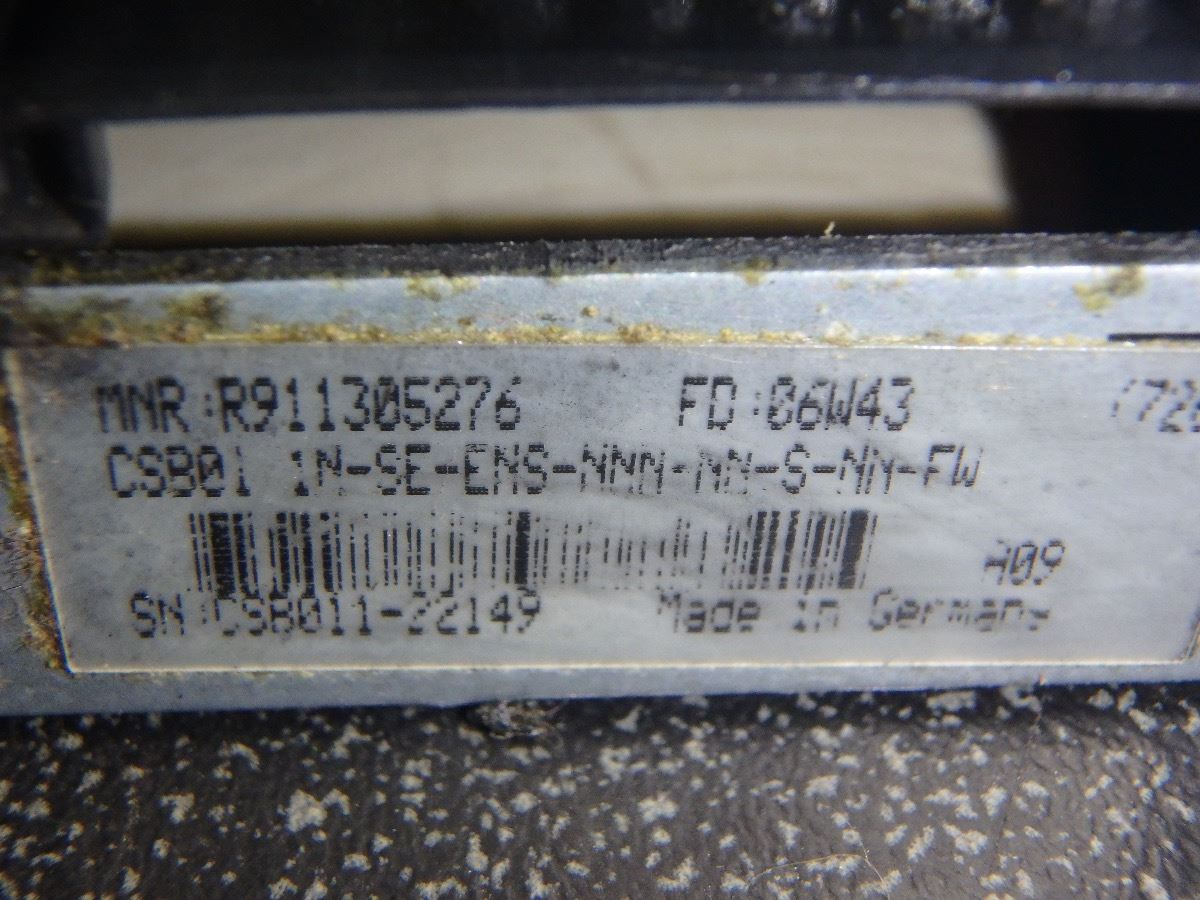 MNR:R911305276 FD:06W43 (72
CSB01 1N-SE-ENS-NNN-NN-S-NN-FW
A09
SN:CSB011-22149 Made in Germany